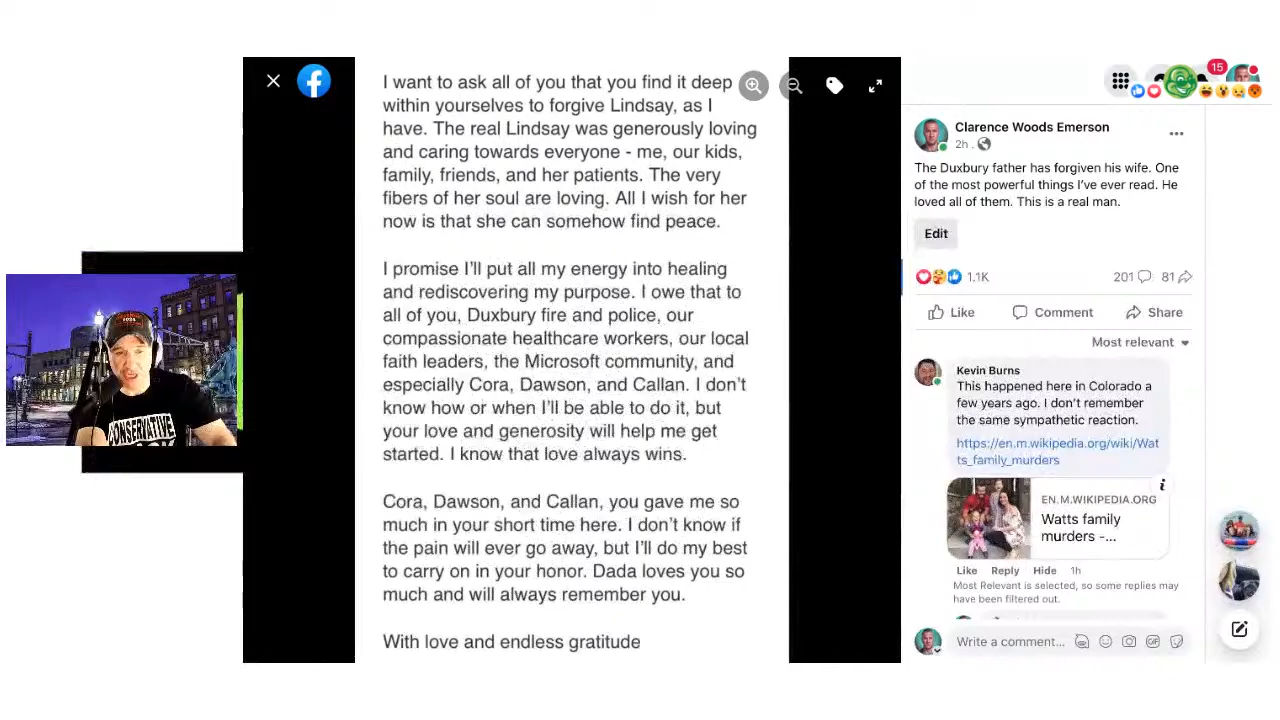 I want to ask all of you that you find it deep
within yourselves to forgive Lindsay, as I
have. The real Lindsay was generously loving
and caring towards everyone - me, our kids,
family, friends, and her patients. The very
fibers of her soul are loving. All I wish for her
now is that she can somehow find peace.
I promise I'll put all my energy into healing
and rediscovering my purpose. I owe that to
all of you, Duxbury fire and police, our
compassionate healthcare workers, our local
faith leaders, the Microsoft community, and
especially Cora, Dawson, and Callan. I don't
know how or when I'll be able to do it, but
your love and generosity will help me get
started. I know that love always wins.
Cora, Dawson, and Callan, you gave me so
much in your short time here. I don't know if
the pain will ever go away, but I'll do my best
to carry on in your honor. Dada loves you so
much and will always remember you.
With love and endless gratitude
15
Clarence Woods Emerson
2h ·
The Duxbury father has forgiven his wife. One
of the most powerful things I've ever read. He
loved all of them. This is a real man.
Edit
1.1K
201
81
Like
Comment
Share
Most relevant
Kevin Burns
This happened here in Colorado a
few years ago. I don't remember
the same sympathetic reaction.
https://en.m.wikipedia.org/wiki/Wat
ts_family_murders
EN.M.WIKIPEDIA.ORG
Watts family
murders -...
Like Reply Hide 1h
Most Relevant is selected, so some replies may
have been filtered out.
Write a comment...
GIF
CONSERVATIVE